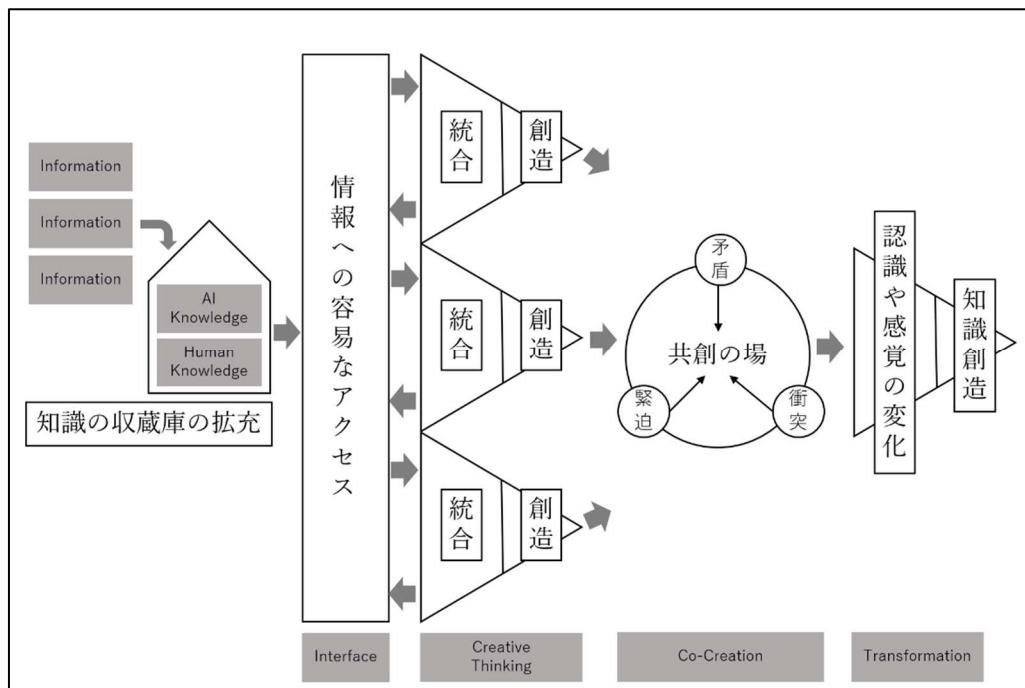 Information
Information
Information
AI
Knowledge
Human
Knowledge
知識の収蔵庫の拡充
情報への容易なアクセス
統合
創造
統合
創造
統合
創造
矛盾
共創の場
緊迫
衝突
認識や感覚の変化
知識創造
Interface
Creative
Thinking
Co-Creation
Transformation